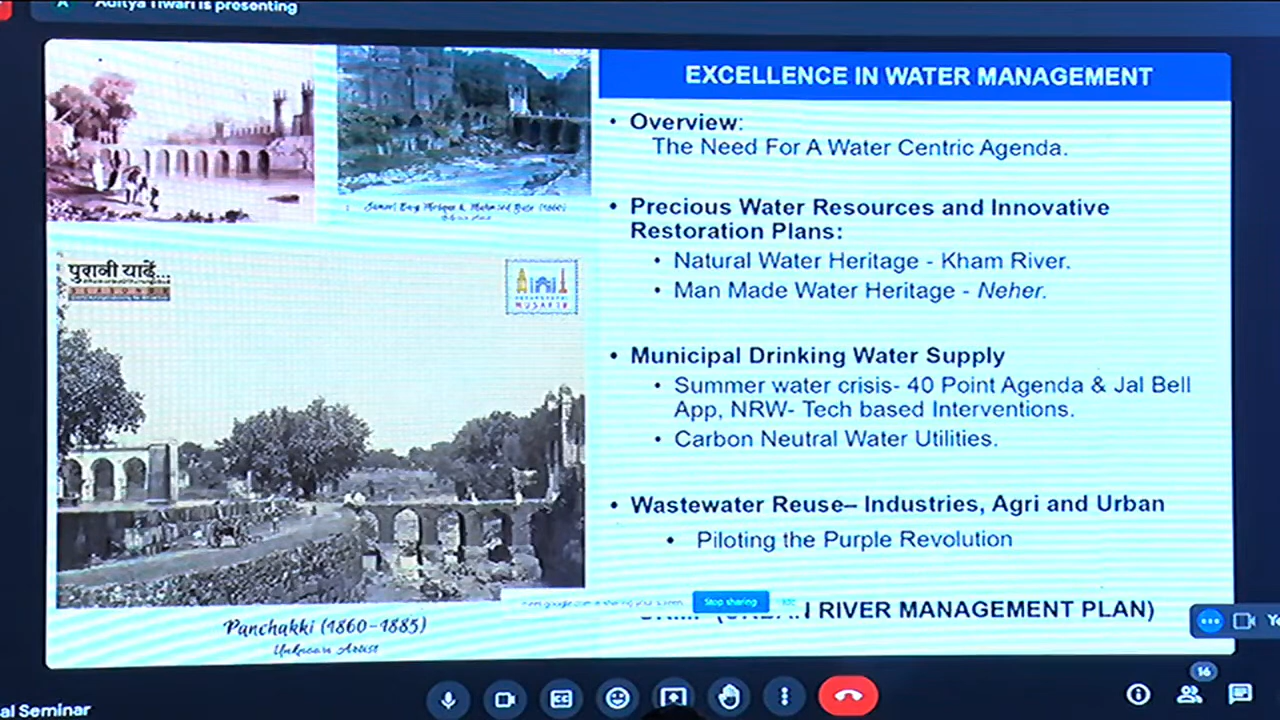 Aditya Tiwari is presenting
EXCELLENCE IN WATER MANAGEMENT
• Overview:
The Need For A Water Centric Agenda.
• Precious Water Resources and Innovative
Restoration Plans:
• Natural Water Heritage - Kham River.
• Man Made Water Heritage - Neher.
• Municipal Drinking Water Supply
• Summer water crisis- 40 Point Agenda & Jal Bell
App, NRW- Tech based Interventions.
• Carbon Neutral Water Utilities.
• Wastewater Reuse– Industries, Agri and Urban
• Piloting the Purple Revolution
RIVER MANAGEMENT PLAN)
पुरानी यादें...
MUSAFIR
Panchakki (1860-1885)
Unknown Artist
Stop sharing
CC
16
al Seminar